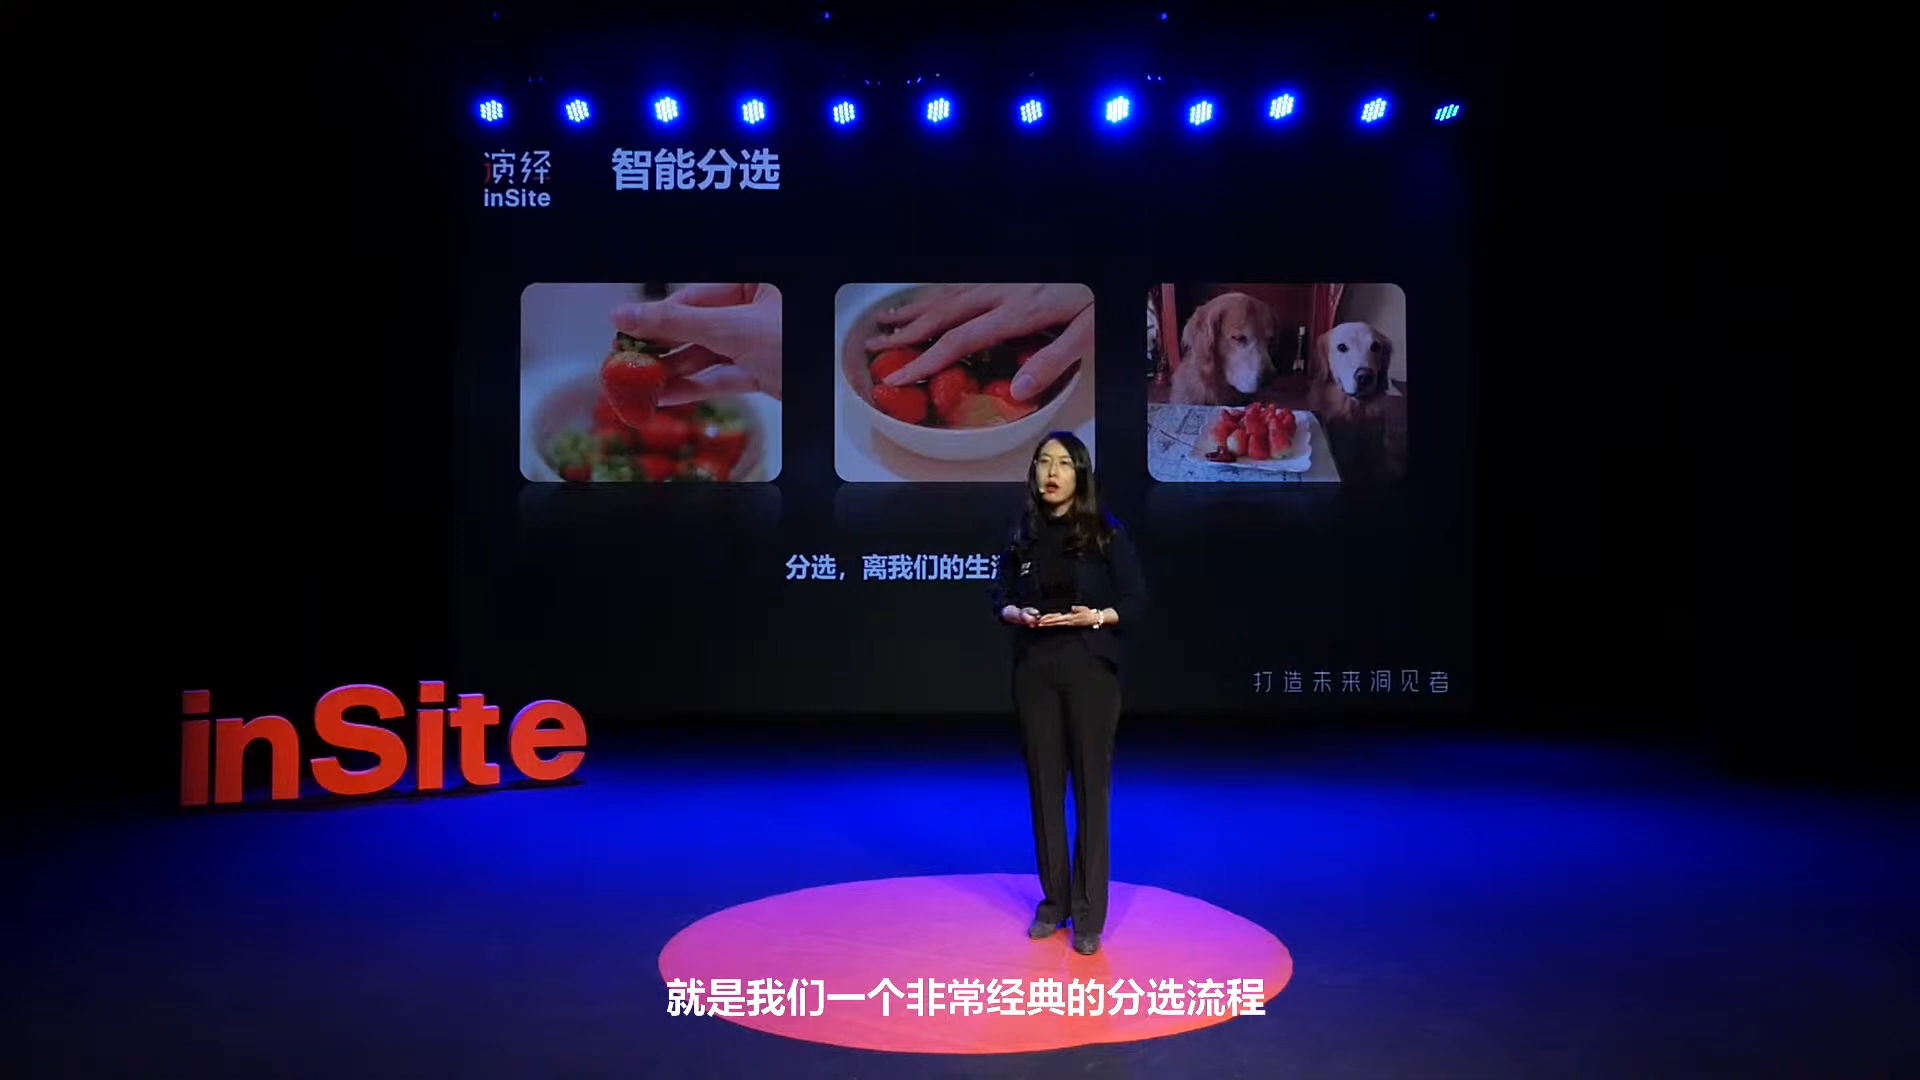 演绎
inSite
智能分选
分选，离我们的生
打造未来洞见者
inSite
就是我们一个非常经典的分选流程